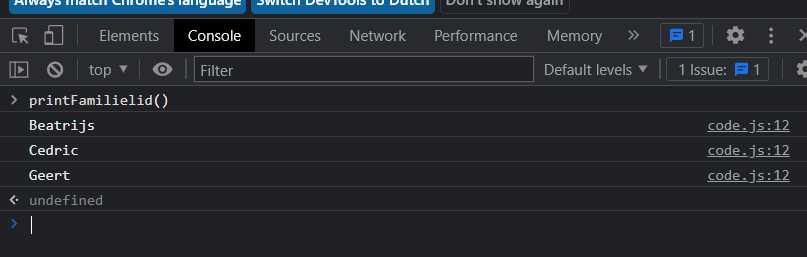 Always match Chrome's language Switch DevTools to Dutch Don't show again
Elements Console Sources Network Performance Memory » 1
top ▼ Filter Default levels ▼ 1 Issue: 1
> printFamilielid()
Beatrijs code.js:12
Cedric code.js:12
Geert code.js:12
undefined
>